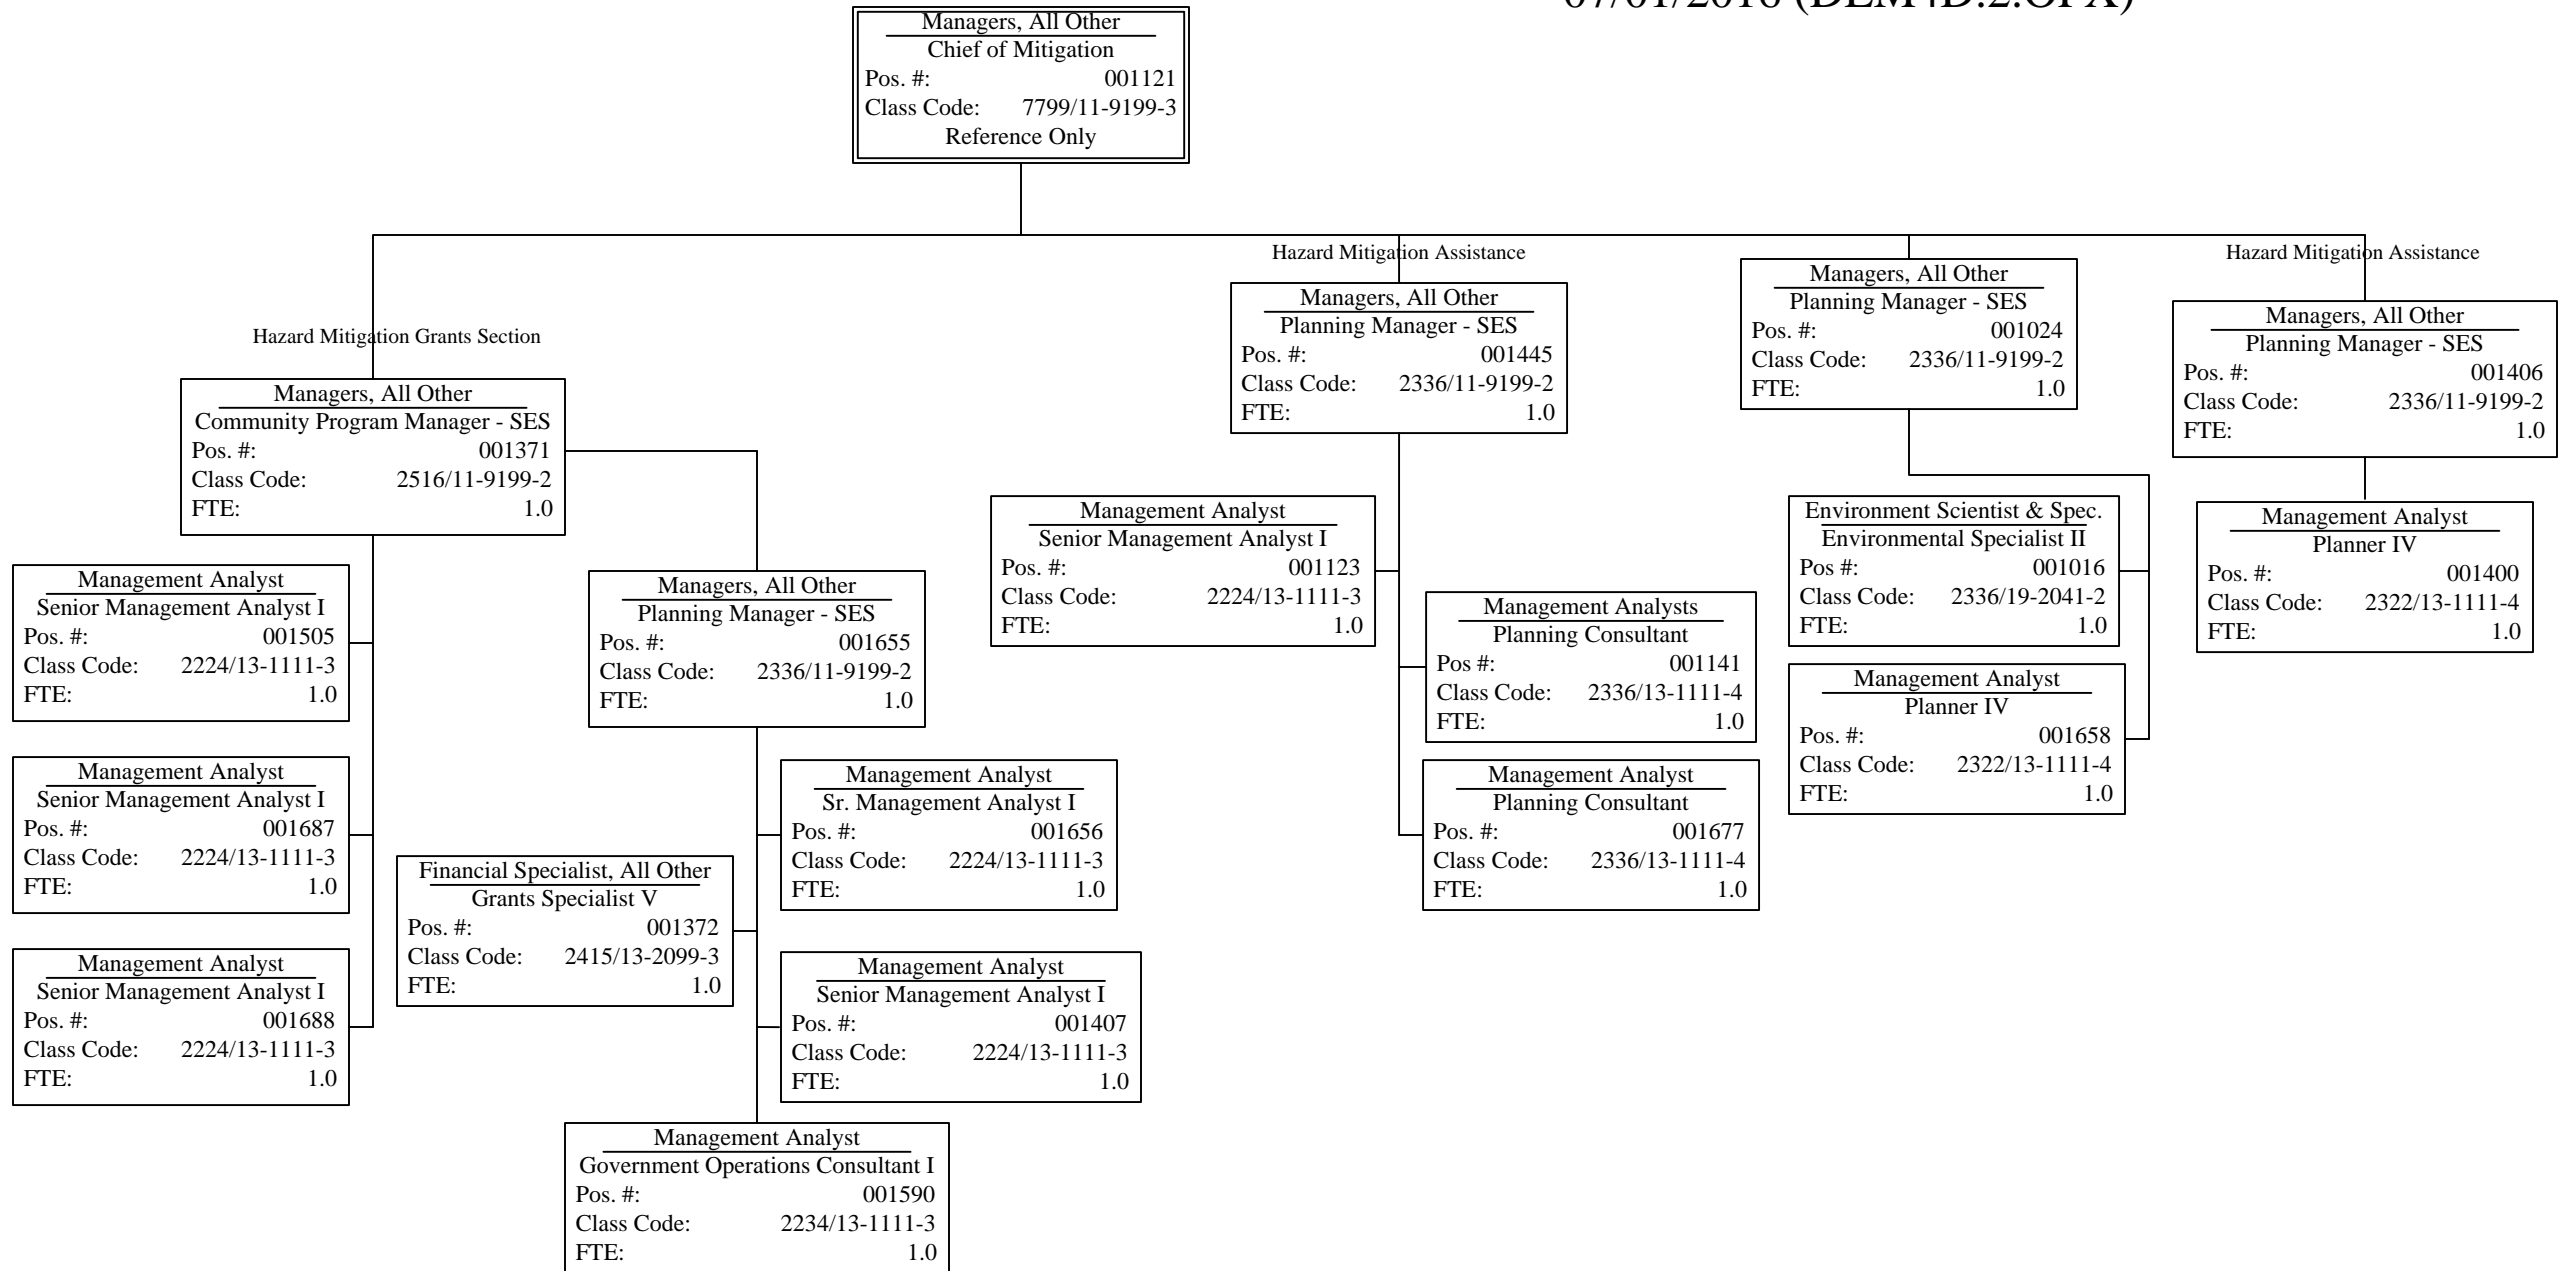 Managers, All Other
Chief of Mitigation
Pos. #: 001121
Class Code: 7799/11-9199-3
Reference Only
Hazard Mitigation Grants Section
Managers, All Other
Community Program Manager - SES
Pos. #: 001371
Class Code: 2516/11-9199-2
FTE: 1.0
Management Analyst
Senior Management Analyst I
Pos. #: 001505
Class Code: 2224/13-1111-3
FTE: 1.0
Management Analyst
Senior Management Analyst I
Pos. #: 001687
Class Code: 2224/13-1111-3
FTE: 1.0
Management Analyst
Senior Management Analyst I
Pos. #: 001688
Class Code: 2224/13-1111-3
FTE: 1.0
Managers, All Other
Planning Manager - SES
Pos. #: 001655
Class Code: 2336/11-9199-2
FTE: 1.0
Management Analyst
Sr. Management Analyst I
Pos. #: 001656
Class Code: 2224/13-1111-3
FTE: 1.0
Financial Specialist, All Other
Grants Specialist V
Pos. #: 001372
Class Code: 2415/13-2099-3
FTE: 1.0
Management Analyst
Senior Management Analyst I
Pos. #: 001407
Class Code: 2224/13-1111-3
FTE: 1.0
Management Analyst
Government Operations Consultant I
Pos. #: 001590
Class Code: 2234/13-1111-3
FTE: 1.0
Hazard Mitigation Assistance
Managers, All Other
Planning Manager - SES
Pos. #: 001445
Class Code: 2336/11-9199-2
FTE: 1.0
Management Analyst
Senior Management Analyst I
Pos. #: 001123
Class Code: 2224/13-1111-3
FTE: 1.0
Management Analysts
Planning Consultant
Pos #: 001141
Class Code: 2336/13-1111-4
FTE: 1.0
Management Analyst
Planning Consultant
Pos. #: 001677
Class Code: 2336/13-1111-4
FTE: 1.0
Managers, All Other
Planning Manager - SES
Pos. #: 001024
Class Code: 2336/11-9199-2
FTE: 1.0
Environment Scientist & Spec.
Environmental Specialist II
Pos #: 001016
Class Code: 2336/19-2041-2
FTE: 1.0
Management Analyst
Planner IV
Pos. #: 001658
Class Code: 2322/13-1111-4
FTE: 1.0
Hazard Mitigation Assistance
Managers, All Other
Planning Manager - SES
Pos. #: 001406
Class Code: 2336/11-9199-2
FTE: 1.0
Management Analyst
Planner IV
Pos. #: 001400
Class Code: 2322/13-1111-4
FTE: 1.0